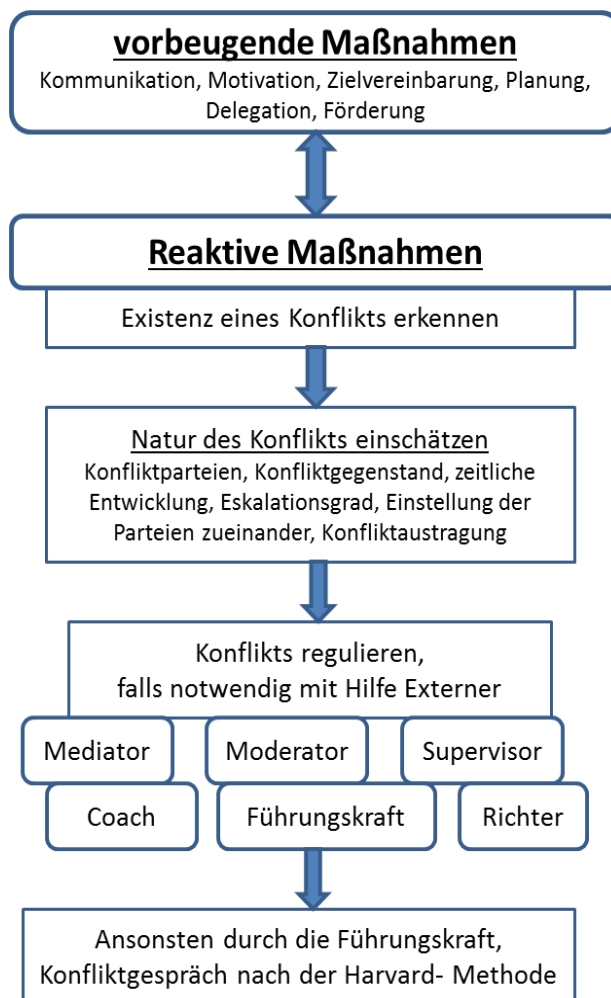 vorbeugende Maßnahmen
Kommunikation, Motivation, Zielvereinbarung, Planung,
Delegation, Förderung
Reaktive Maßnahmen
Existenz eines Konflikts erkennen
Natur des Konflikts einschätzen
Konfliktparteien, Konfliktgegenstand, zeitliche
Entwicklung, Eskalationsgrad, Einstellung der
Parteien zueinander, Konfliktaustragung
Konflikts regulieren,
falls notwendig mit Hilfe Externer
Mediator
Moderator
Supervisor
Coach
Führungskraft
Richter
Ansonsten durch die Führungskraft,
Konfliktgespräch nach der Harvard- Methode